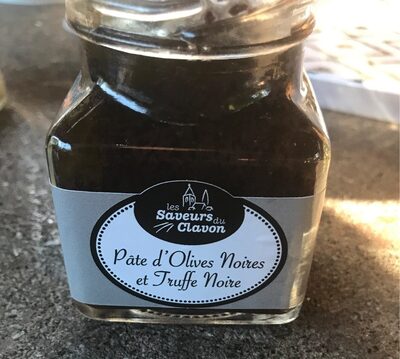 les
Saveurs du
Clavon
Pâte d'Olives Noires
et Truffe Noire